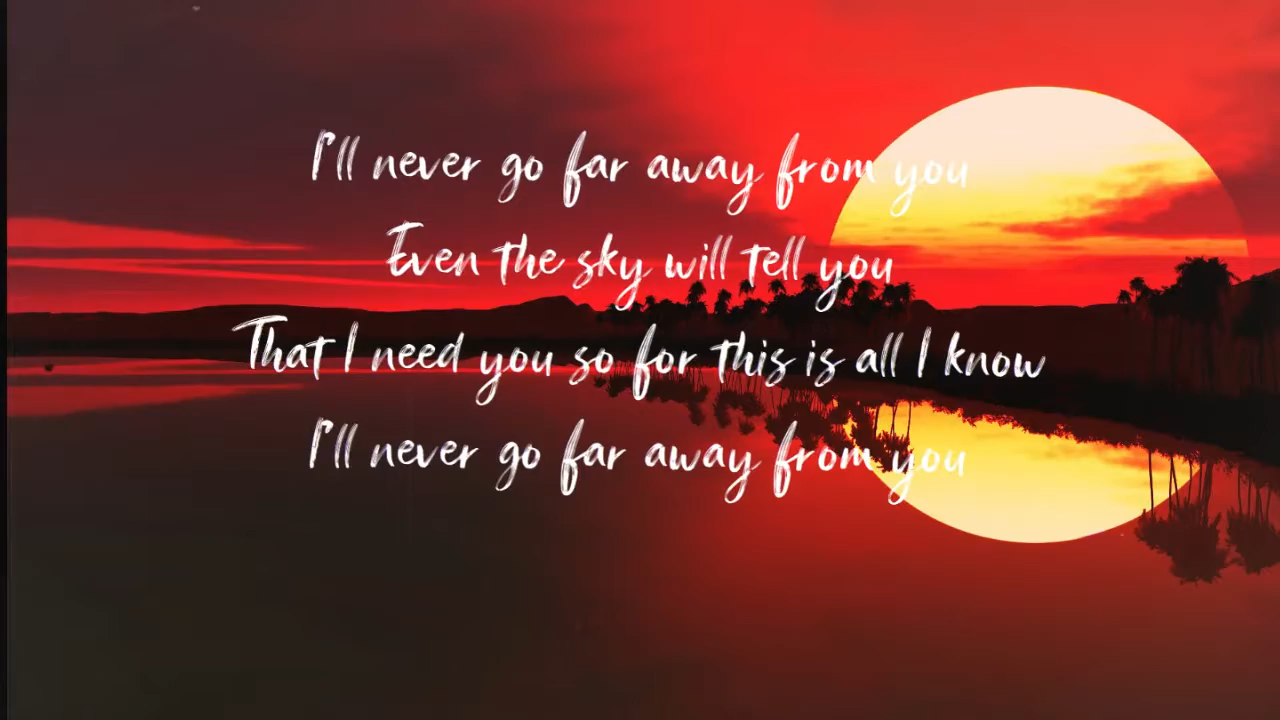 I'll never go far away from you
Even the sky will tell you
That I need you so for this is all I know
I'll never go far away from you